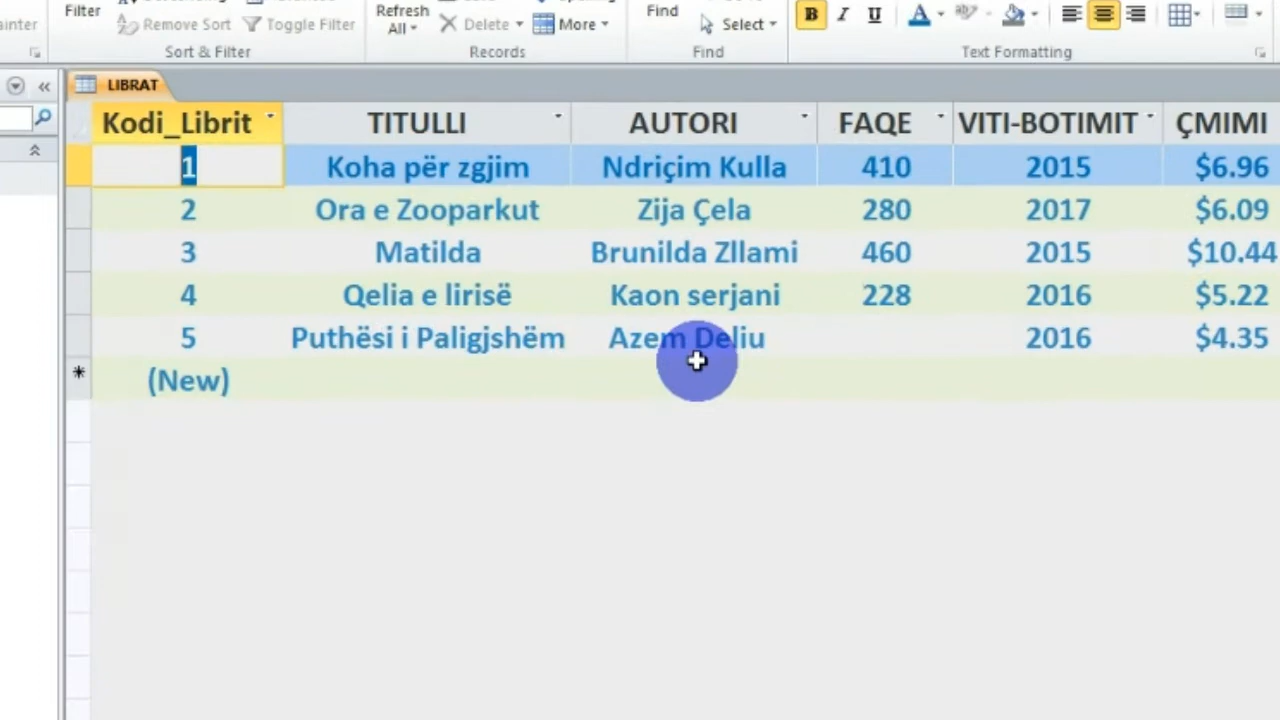 Filter
Remove Sort
Toggle Filter
Sort & Filter
Refresh
All
Delete
More
Records
Find
Select
Find
B I U A
Text Formatting
LIBRAT
Kodi_Librit TITULLI AUTORI FAQE VITI-BOTIMIT ÇMIMI
1 Koha për zgjim Ndriçim Kulla 410 2015 $6.96
2 Ora e Zooparkut Zija Çela 280 2017 $6.09
3 Matilda Brunilda Zllami 460 2015 $10.44
4 Qelia e lirisë Kaon serjani 228 2016 $5.22
5 Puthësi i Paligjshëm Azem Deliu 2016 $4.35
* (New)